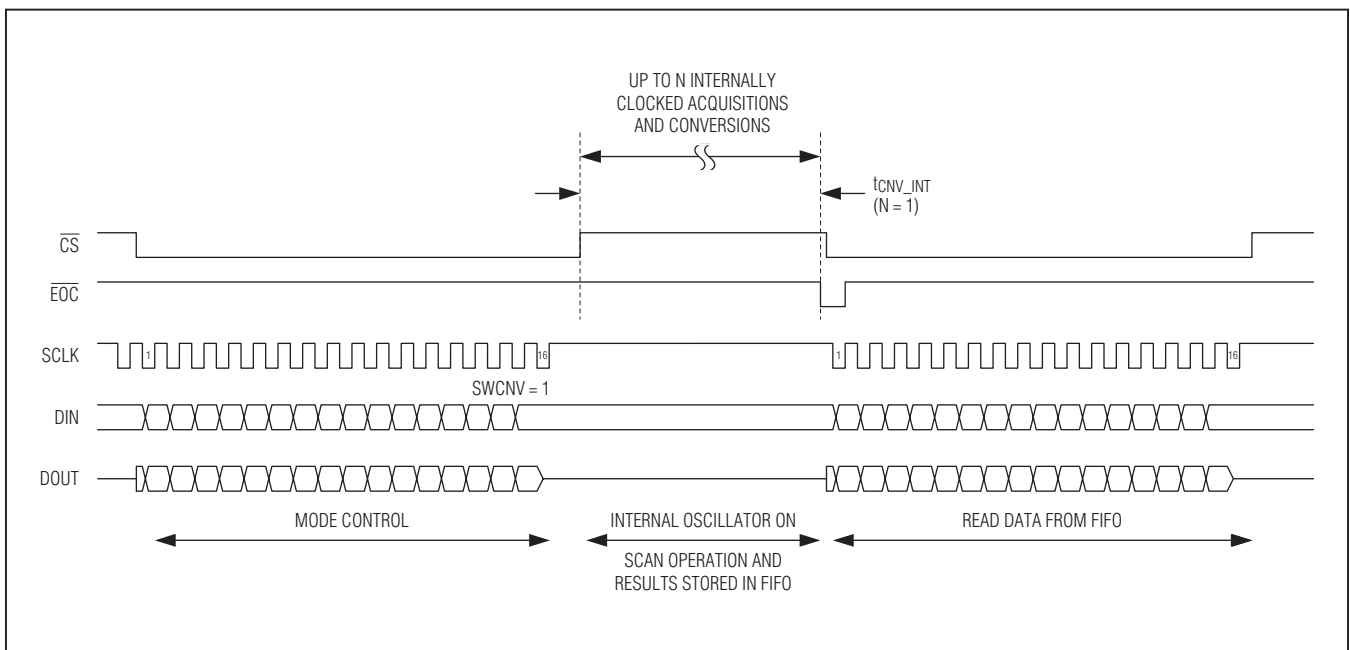 UP TO N INTERNALLY
CLOCKED ACQUISITIONS
AND CONVERSIONS
tCNV_INT
(N = 1)
CS
EOC
SCLK
1
16
1
16
SWCNV = 1
DIN
DOUT
MODE CONTROL
INTERNAL OSCILLATOR ON
READ DATA FROM FIFO
SCAN OPERATION AND
RESULTS STORED IN FIFO